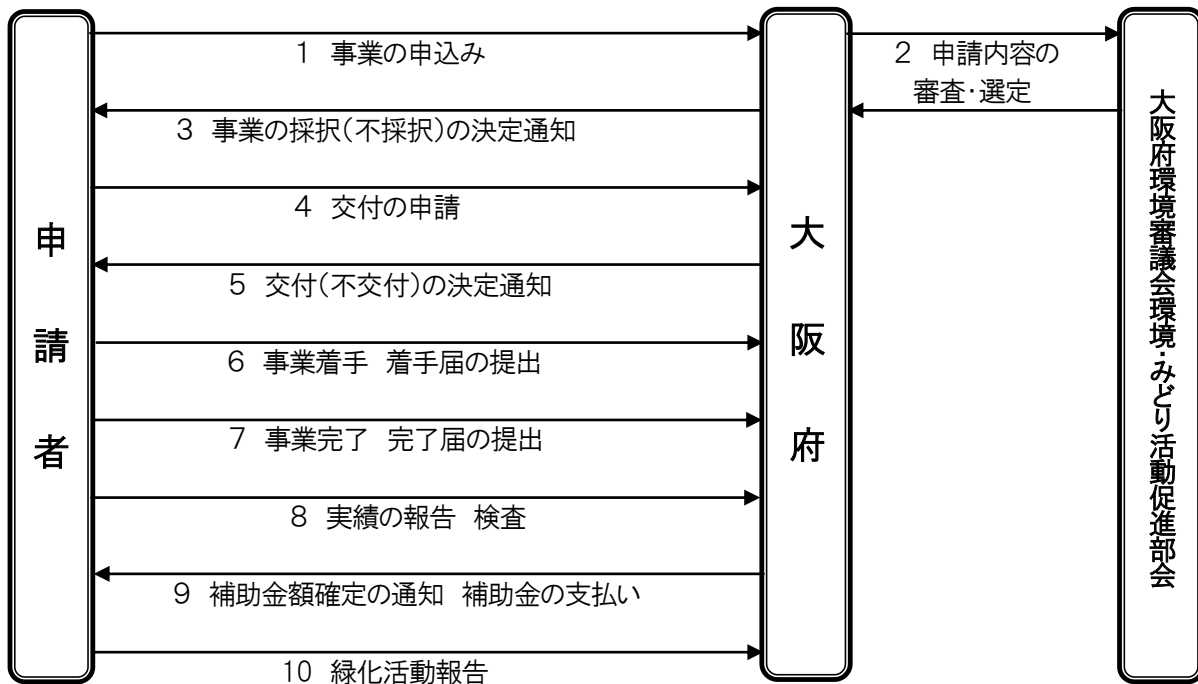 1 事業の申込み
2 申請内容の
審査・選定
3 事業の採択(不採択)の決定通知
4 交付の申請
5 交付(不交付)の決定通知
6 事業着手 着手届の提出
7 事業完了 完了届の提出
8 実績の報告 検査
9 補助金額確定の通知 補助金の支払い
10 緑化活動報告
申請者
大阪府
大阪府環境審議会環境・みどり活動促進部会